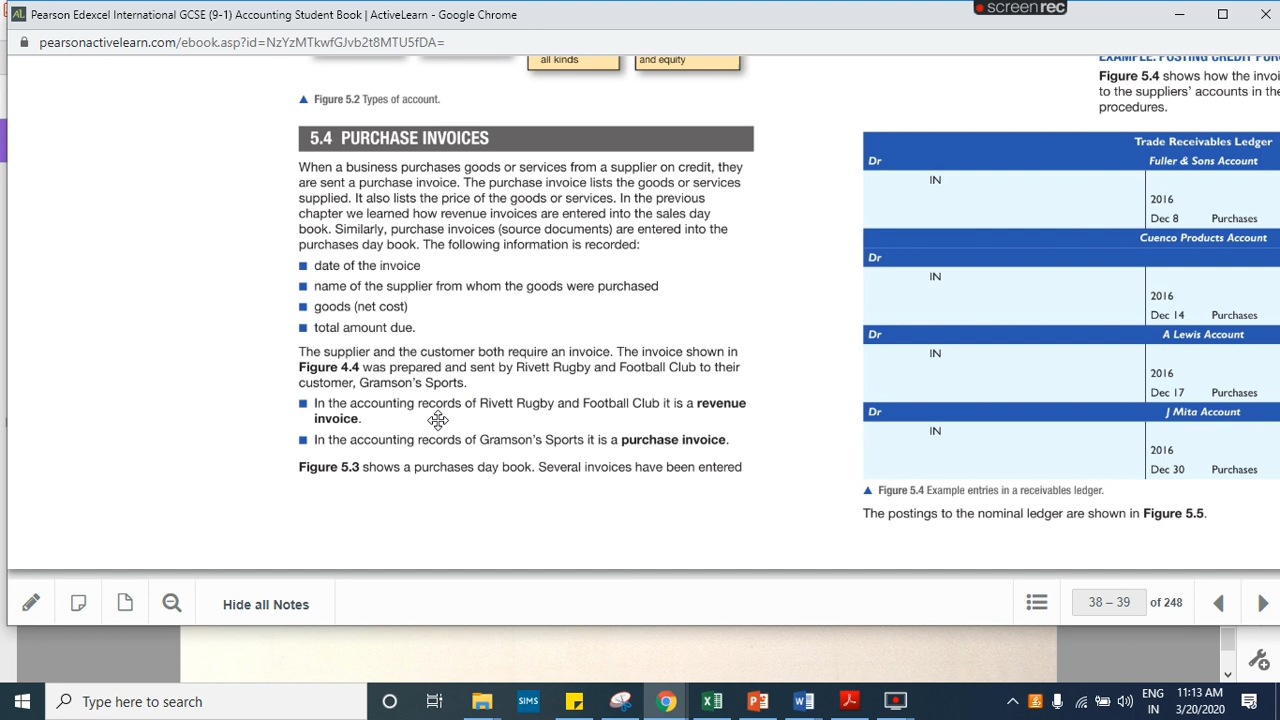 Pearson Edexcel International GCSE (9-1) Accounting Student Book | ActiveLearn - Google Chrome
screenrec
pearsonactivelearn.com/ebook.asp?id=NzYzMTkwfGJvb2t8MTU5fDA=
all kinds
and equity
▲ Figure 5.2 Types of account.
5.4 PURCHASE INVOICES
When a business purchases goods or services from a supplier on credit, they
are sent a purchase invoice. The purchase invoice lists the goods or services
supplied. It also lists the price of the goods or services. In the previous
chapter we learned how revenue invoices are entered into the sales day
book. Similarly, purchase invoices (source documents) are entered into the
purchases day book. The following information is recorded:
■ date of the invoice
■ name of the supplier from whom the goods were purchased
■ goods (net cost)
■ total amount due.
The supplier and the customer both require an invoice. The invoice shown in
Figure 4.4 was prepared and sent by Rivett Rugby and Football Club to their
customer, Gramson's Sports.
■ In the accounting records of Rivett Rugby and Football Club it is a revenue
invoice.
■ In the accounting records of Gramson's Sports it is a purchase invoice.
Figure 5.3 shows a purchases day book. Several invoices have been entered
EXAMPLE: POSTING CREDIT PUR
Figure 5.4 shows how the invoi
to the suppliers' accounts in the
procedures.
Trade Receivables Ledger
Dr Fuller & Sons Account
IN
2016
Dec 8 Purchases
Cuenco Products Account
Dr
IN
2016
Dec 14 Purchases
Dr A Lewis Account
IN
2016
Dec 17 Purchases
Dr J Mita Account
IN
2016
Dec 30 Purchases
▲ Figure 5.4 Example entries in a receivables ledger.
The postings to the nominal ledger are shown in Figure 5.5.
Hide all Notes
38 – 39 of 248
Type here to search
SIMS
ENG
IN
11:13 AM
3/20/2020